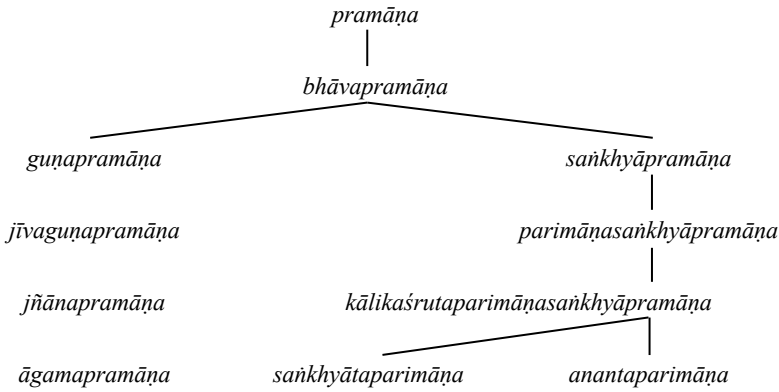 pramāṇa
bhāvapramāṇa
guṇapramāṇa saṅkhyāpramāṇa
jīvaguṇapramāṇa parimāṇasaṅkhyāpramāṇa
jñānapramāṇa kālikaśrutaparimāṇasaṅkhyāpramāṇa
āgamapramāṇa saṅkhyātaparimāṇa anantaparimāṇa